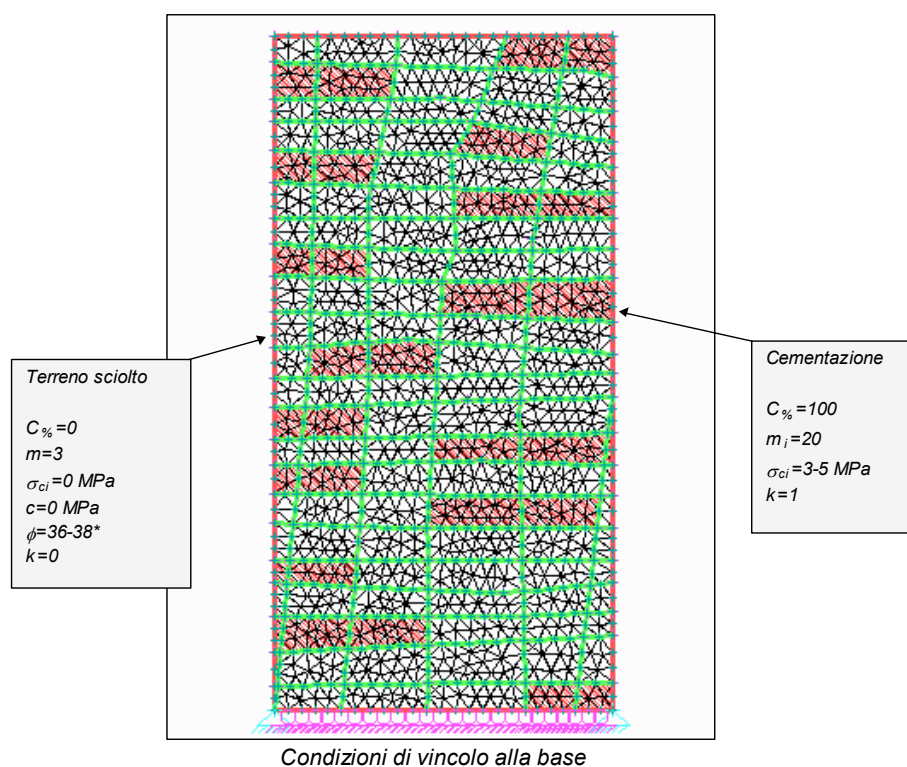 Terreno sciolto
C%=0
m=3
σci=0 MPa
c=0 MPa
ϕ=36-38*
k=0
Cementazione
C%=100
mi=20
σci=3-5 MPa
k=1
Condizioni di vincolo alla base